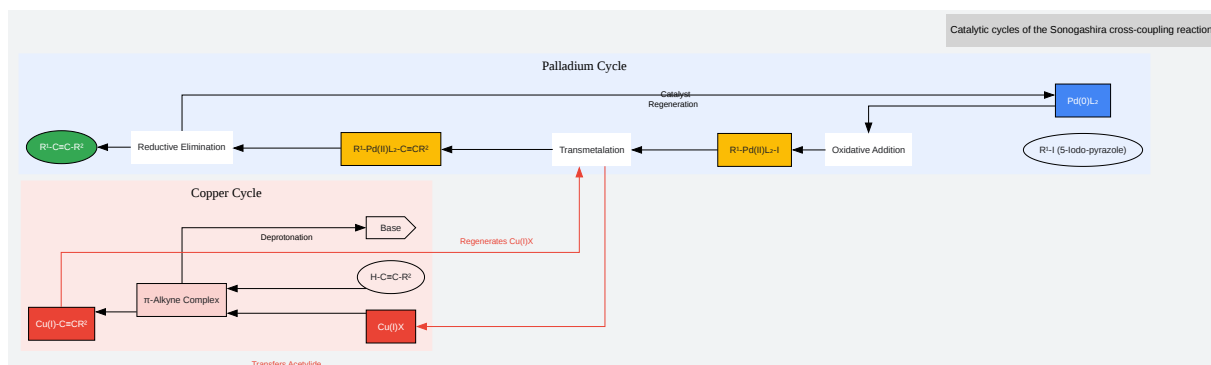 Catalytic cycles of the Sonogashira cross-coupling reaction
Palladium Cycle
Catalyst
Regeneration
Pd(0)L₂
R¹-C≡C-R²
Reductive Elimination
R¹-Pd(II)L₂-C≡CR²
Transmetalation
R¹-Pd(II)L₂-I
Oxidative Addition
R¹-I (5-Iodo-pyrazole)
Copper Cycle
Base
Deprotonation
Regenerates Cu(I)X
H-C≡C-R²
π-Alkyne Complex
Cu(I)-C≡CR²
Cu(I)X
Transfers Acetylide